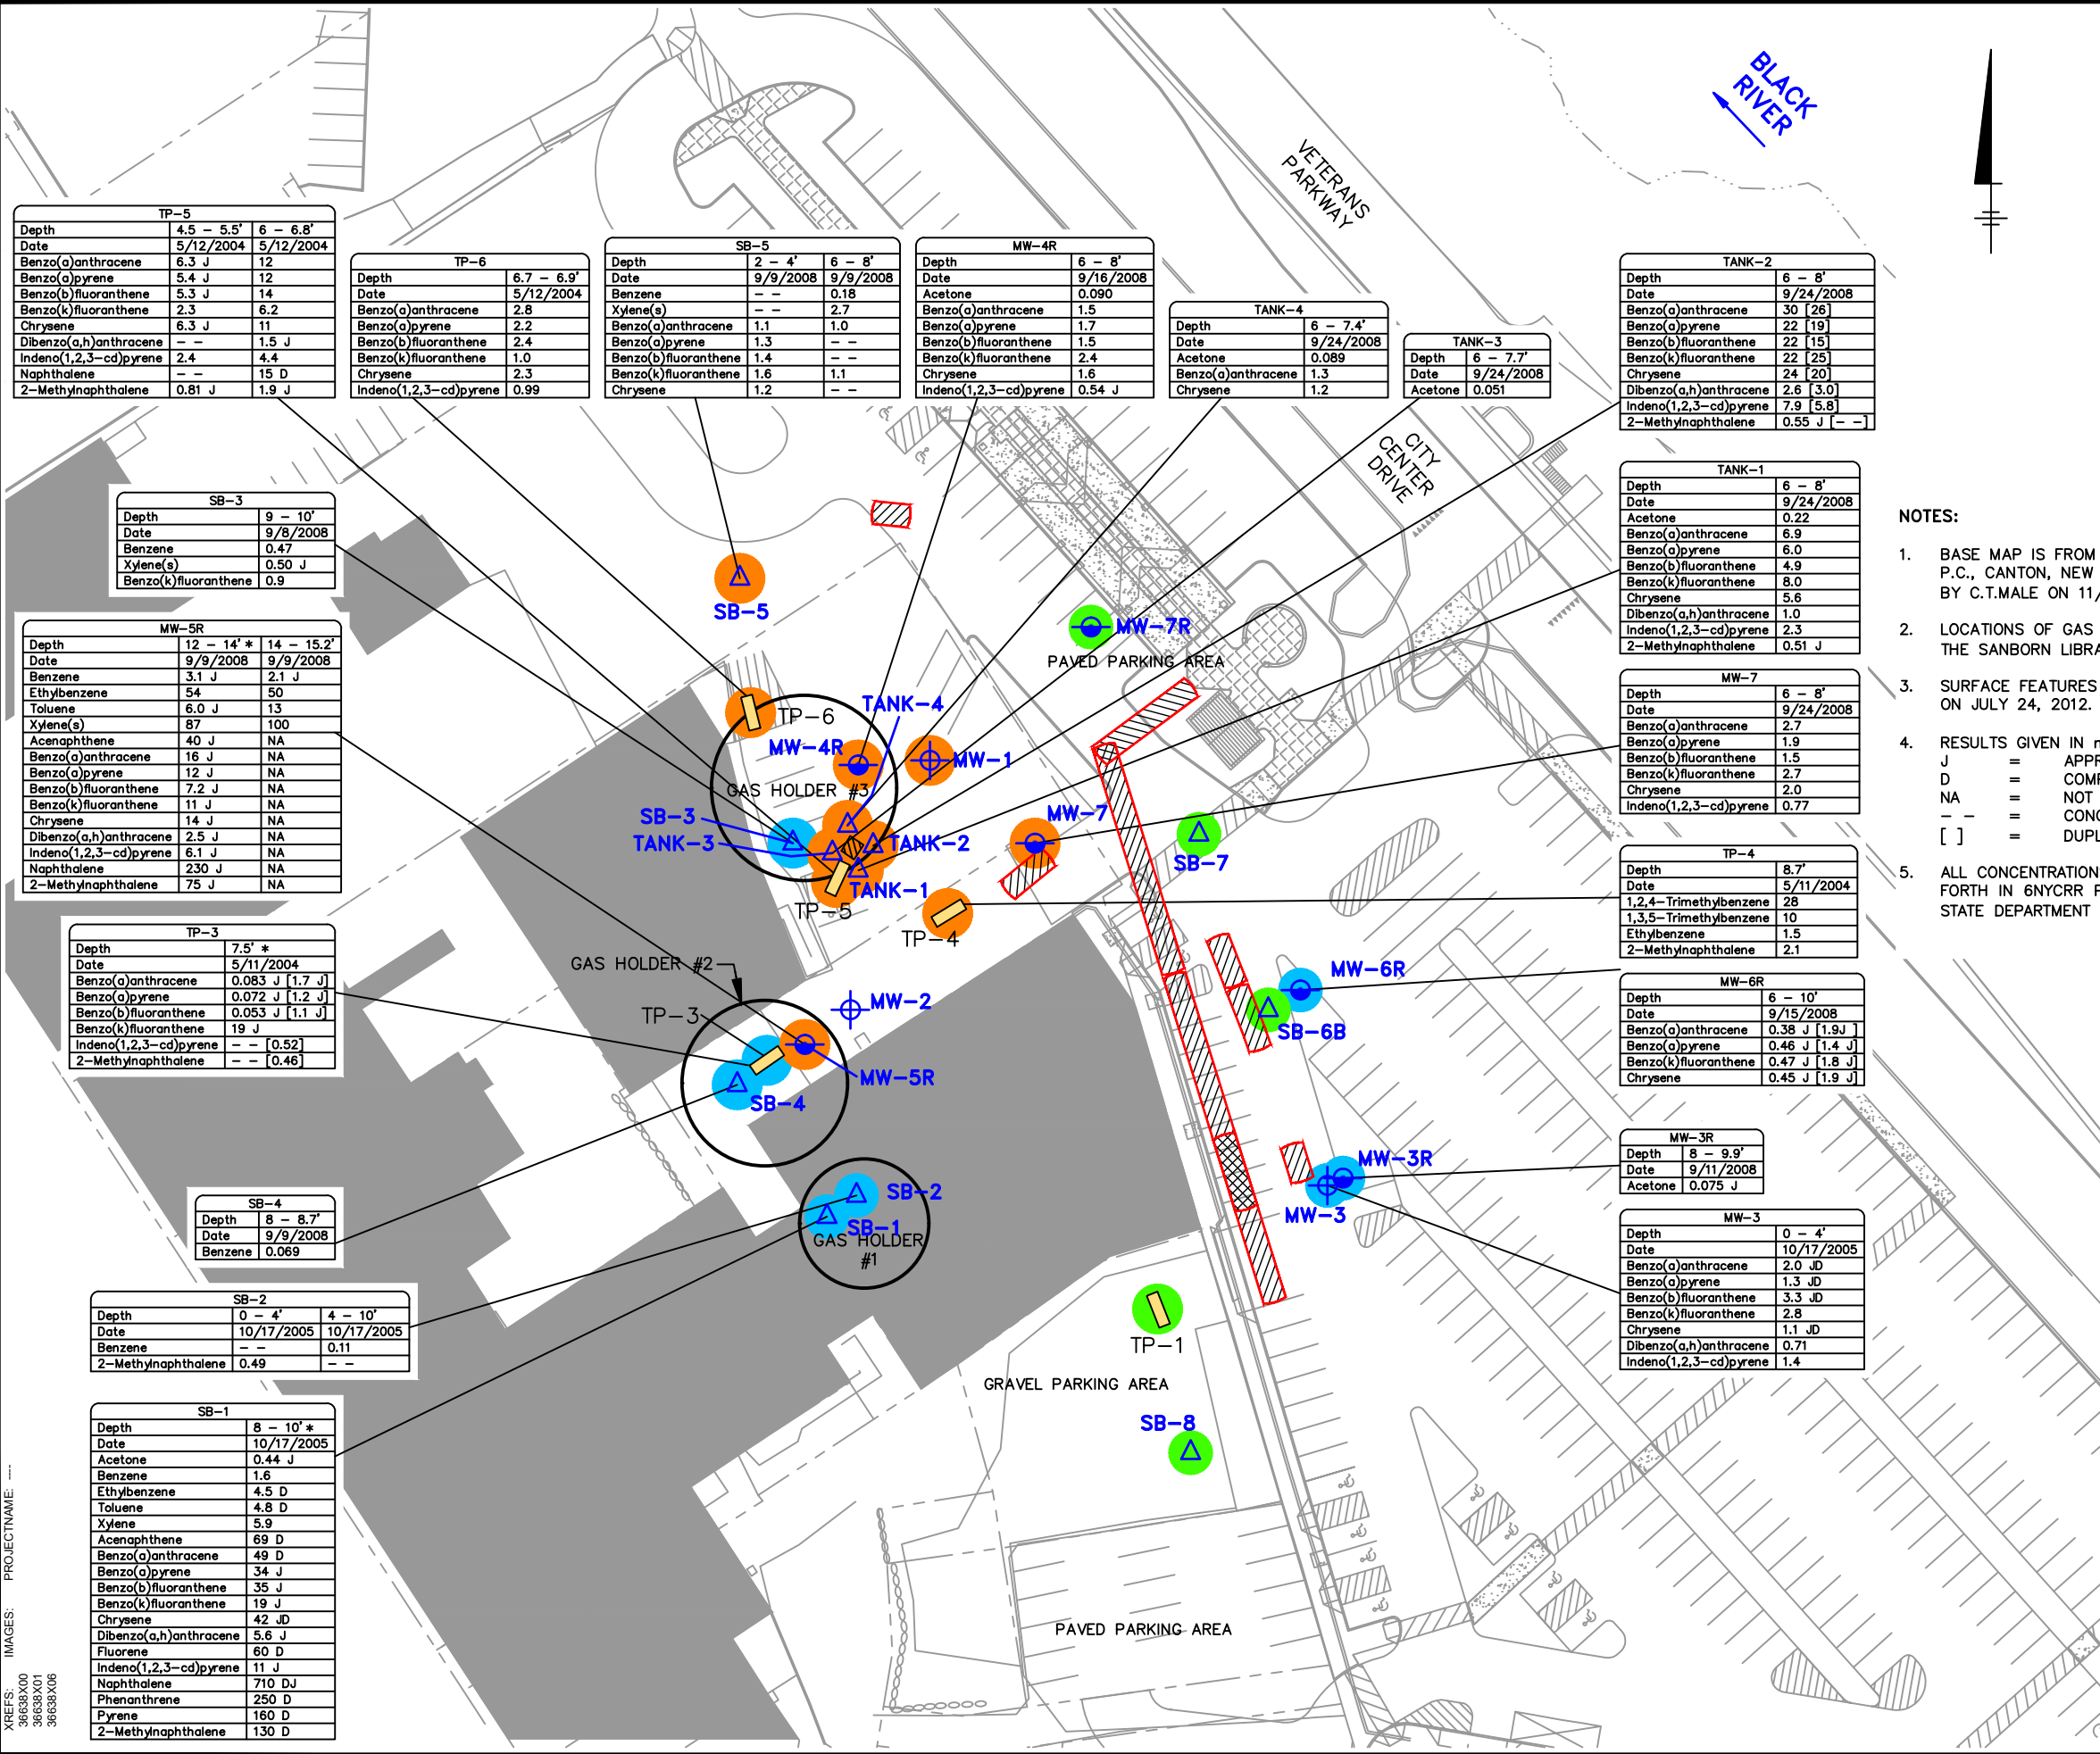 BLACK
RIVER
VETERANS
PARKWAY
CITY
CENTER
DRIVE
TP-5
Depth 4.5 - 5.5' 6 - 6.8'
Date 5/12/2004 5/12/2004
Benzo(a)anthracene 6.3 J 12
Benzo(a)pyrene 5.4 J 12
Benzo(b)fluoranthene 5.3 J 14
Benzo(k)fluoranthene 2.3 6.2
Chrysene 6.3 J 11
Dibenzo(a,h)anthracene - - 1.5 J
Indeno(1,2,3-cd)pyrene 2.4 4.4
Naphthalene - - 15 D
2-Methylnaphthalene 0.81 J 1.9 J
TP-6
Depth 6.7 - 6.9'
Date 5/12/2004
Benzo(a)anthracene 2.8
Benzo(a)pyrene 2.2
Benzo(b)fluoranthene 2.4
Benzo(k)fluoranthene 1.0
Chrysene 2.3
Indeno(1,2,3-cd)pyrene 0.99
SB-5
Depth 2 - 4' 6 - 8'
Date 9/9/2008 9/9/2008
Benzene - - 0.18
Xylene(s) - - 2.7
Benzo(a)anthracene 1.1 1.0
Benzo(a)pyrene 1.3 - -
Benzo(b)fluoranthene 1.4 - -
Benzo(k)fluoranthene 1.6 1.1
Chrysene 1.2 - -
MW-4R
Depth 6 - 8'
Date 9/16/2008
Acetone 0.090
Benzo(a)anthracene 1.5
Benzo(a)pyrene 1.7
Benzo(b)fluoranthene 1.5
Benzo(k)fluoranthene 2.4
Chrysene 1.6
Indeno(1,2,3-cd)pyrene 0.54 J
TANK-4
Depth 6 - 7.4'
Date 9/24/2008
Acetone 0.089
Benzo(a)anthracene 1.3
Chrysene 1.2
TANK-3
Depth 6 - 7.7'
Date 9/24/2008
Acetone 0.051
TANK-2
Depth 6 - 8'
Date 9/24/2008
Benzo(a)anthracene 30 [26]
Benzo(a)pyrene 22 [19]
Benzo(b)fluoranthene 22 [15]
Benzo(k)fluoranthene 22 [25]
Chrysene 24 [20]
Dibenzo(a,h)anthracene 2.6 [3.0]
Indeno(1,2,3-cd)pyrene 7.9 [5.8]
2-Methylnaphthalene 0.55 J [- -]
TANK-1
Depth 6 - 8'
Date 9/24/2008
Acetone 0.22
Benzo(a)anthracene 6.9
Benzo(a)pyrene 6.0
Benzo(b)fluoranthene 4.9
Benzo(k)fluoranthene 8.0
Chrysene 5.6
Dibenzo(a,h)anthracene 1.0
Indeno(1,2,3-cd)pyrene 2.3
2-Methylnaphthalene 0.51 J
MW-7
Depth 6 - 8'
Date 9/24/2008
Benzo(a)anthracene 2.7
Benzo(a)pyrene 1.9
Benzo(b)fluoranthene 1.5
Benzo(k)fluoranthene 2.7
Chrysene 2.0
Indeno(1,2,3-cd)pyrene 0.77
TP-4
Depth 8.7'
Date 5/11/2004
1,2,4-Trimethylbenzene 28
1,3,5-Trimethylbenzene 10
Ethylbenzene 1.5
2-Methylnaphthalene 2.1
MW-6R
Depth 6 - 10'
Date 9/15/2008
Benzo(a)anthracene 0.38 J [1.9J ]
Benzo(a)pyrene 0.46 J [1.4 J]
Benzo(k)fluoranthene 0.47 J [1.8 J]
Chrysene 0.45 J [1.9 J]
MW-3R
Depth 8 - 9.9'
Date 9/11/2008
Acetone 0.075 J
MW-3
Depth 0 - 4'
Date 10/17/2005
Benzo(a)anthracene 2.0 JD
Benzo(a)pyrene 1.3 JD
Benzo(b)fluoranthene 3.3 JD
Benzo(k)fluoranthene 2.8
Chrysene 1.1 JD
Dibenzo(a,h)anthracene 0.71
Indeno(1,2,3-cd)pyrene 1.4
SB-3
Depth 9 - 10'
Date 9/8/2008
Benzene 0.47
Xylene(s) 0.50 J
Benzo(k)fluoranthene 0.9
MW-5R
Depth 12 - 14' * 14 - 15.2'
Date 9/9/2008 9/9/2008
Benzene 3.1 J 2.1 J
Ethylbenzene 54 50
Toluene 6.0 J 13
Xylene(s) 87 100
Acenaphthene 40 J NA
Benzo(a)anthracene 16 J NA
Benzo(a)pyrene 12 J NA
Benzo(b)fluoranthene 7.2 J NA
Benzo(k)fluoranthene 11 J NA
Chrysene 14 J NA
Dibenzo(a,h)anthracene 2.5 J NA
Indeno(1,2,3-cd)pyrene 6.1 J NA
Naphthalene 230 J NA
2-Methylnaphthalene 75 J NA
TP-3
Depth 7.5' *
Date 5/11/2004
Benzo(a)anthracene 0.083 J [1.7 J]
Benzo(a)pyrene 0.072 J [1.2 J]
Benzo(b)fluoranthene 0.053 J [1.1 J]
Benzo(k)fluoranthene 19 J
Indeno(1,2,3-cd)pyrene - - [0.52]
2-Methylnaphthalene - - [0.46]
SB-4
Depth 8 - 8.7'
Date 9/9/2008
Benzene 0.069
SB-2
Depth 0 - 4' 4 - 10'
Date 10/17/2005 10/17/2005
Benzene - - 0.11
2-Methylnaphthalene 0.49 - -
SB-1
Depth 8 - 10' *
Date 10/17/2005
Acetone 0.44 J
Benzene 1.6
Ethylbenzene 4.5 D
Toluene 4.8 D
Xylene 5.9
Acenaphthene 69 D
Benzo(a)anthracene 49 D
Benzo(a)pyrene 34 J
Benzo(b)fluoranthene 35 J
Benzo(k)fluoranthene 19 J
Chrysene 42 JD
Dibenzo(a,h)anthracene 5.6 J
Fluorene 60 D
Indeno(1,2,3-cd)pyrene 11 J
Naphthalene 710 DJ
Phenanthrene 250 D
Pyrene 160 D
2-Methylnaphthalene 130 D
SB-5
MW-7R
PAVED PARKING AREA
TP-6
TANK-4
MW-4R
MW-1
GAS HOLDER #3
SB-3
TANK-3
TANK-2
TANK-1
TP-5
MW-7
SB-7
TP-4
GAS HOLDER #2
MW-2
TP-3
MW-5R
SB-4
MW-6R
SB-6B
SB-2
SB-1
GAS HOLDER
#1
MW-3R
MW-3
TP-1
GRAVEL PARKING AREA
SB-8
PAVED PARKING AREA
NOTES:
1. BASE MAP IS FROM
P.C., CANTON, NEW
BY C.T.MALE ON 11/
2. LOCATIONS OF GAS
THE SANBORN LIBRA
3. SURFACE FEATURES
ON JULY 24, 2012.
4. RESULTS GIVEN IN m
J = APPR
D = COMP
NA = NOT
- - = CONC
[ ] = DUPL
5. ALL CONCENTRATION
FORTH IN 6NYCRR P
STATE DEPARTMENT
XREFS: IMAGES: PROJECTNAME: ----
36638X00
36638X01
36638X06